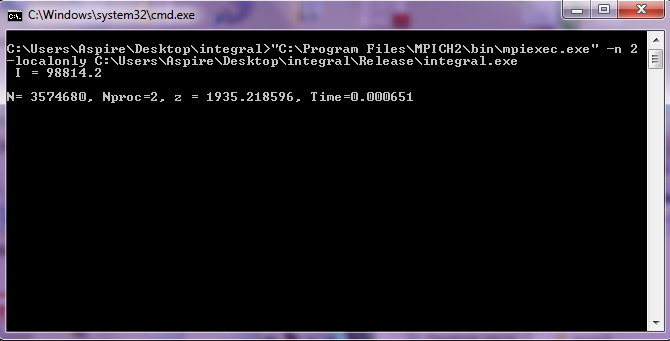 C:\Windows\system32\cmd.exe
C:\Users\Aspire\Desktop\integral>"C:\Program Files\MPICH2\bin\mpiexec.exe" -n 2
-localonly C:\Users\Aspire\Desktop\integral\Release\integral.exe
I = 98814.2
N= 3574680, Nproc=2, z = 1935.218596, Time=0.000651